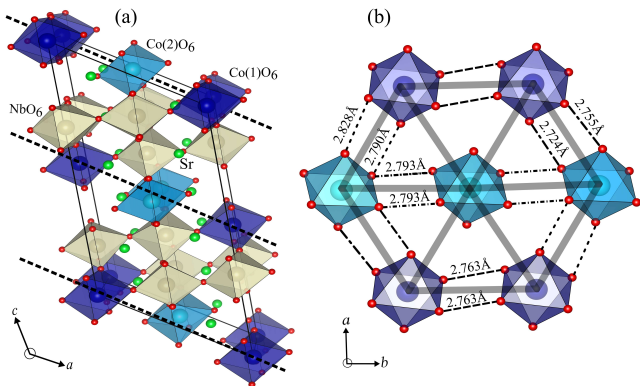 (a)
Co(2)O6
Co(1)O6
NbO6
Sr
c
a
(b)
2.828Å
2.790Å
2.755Å
2.724Å
2.793Å
2.793Å
2.763Å
2.763Å
a
b